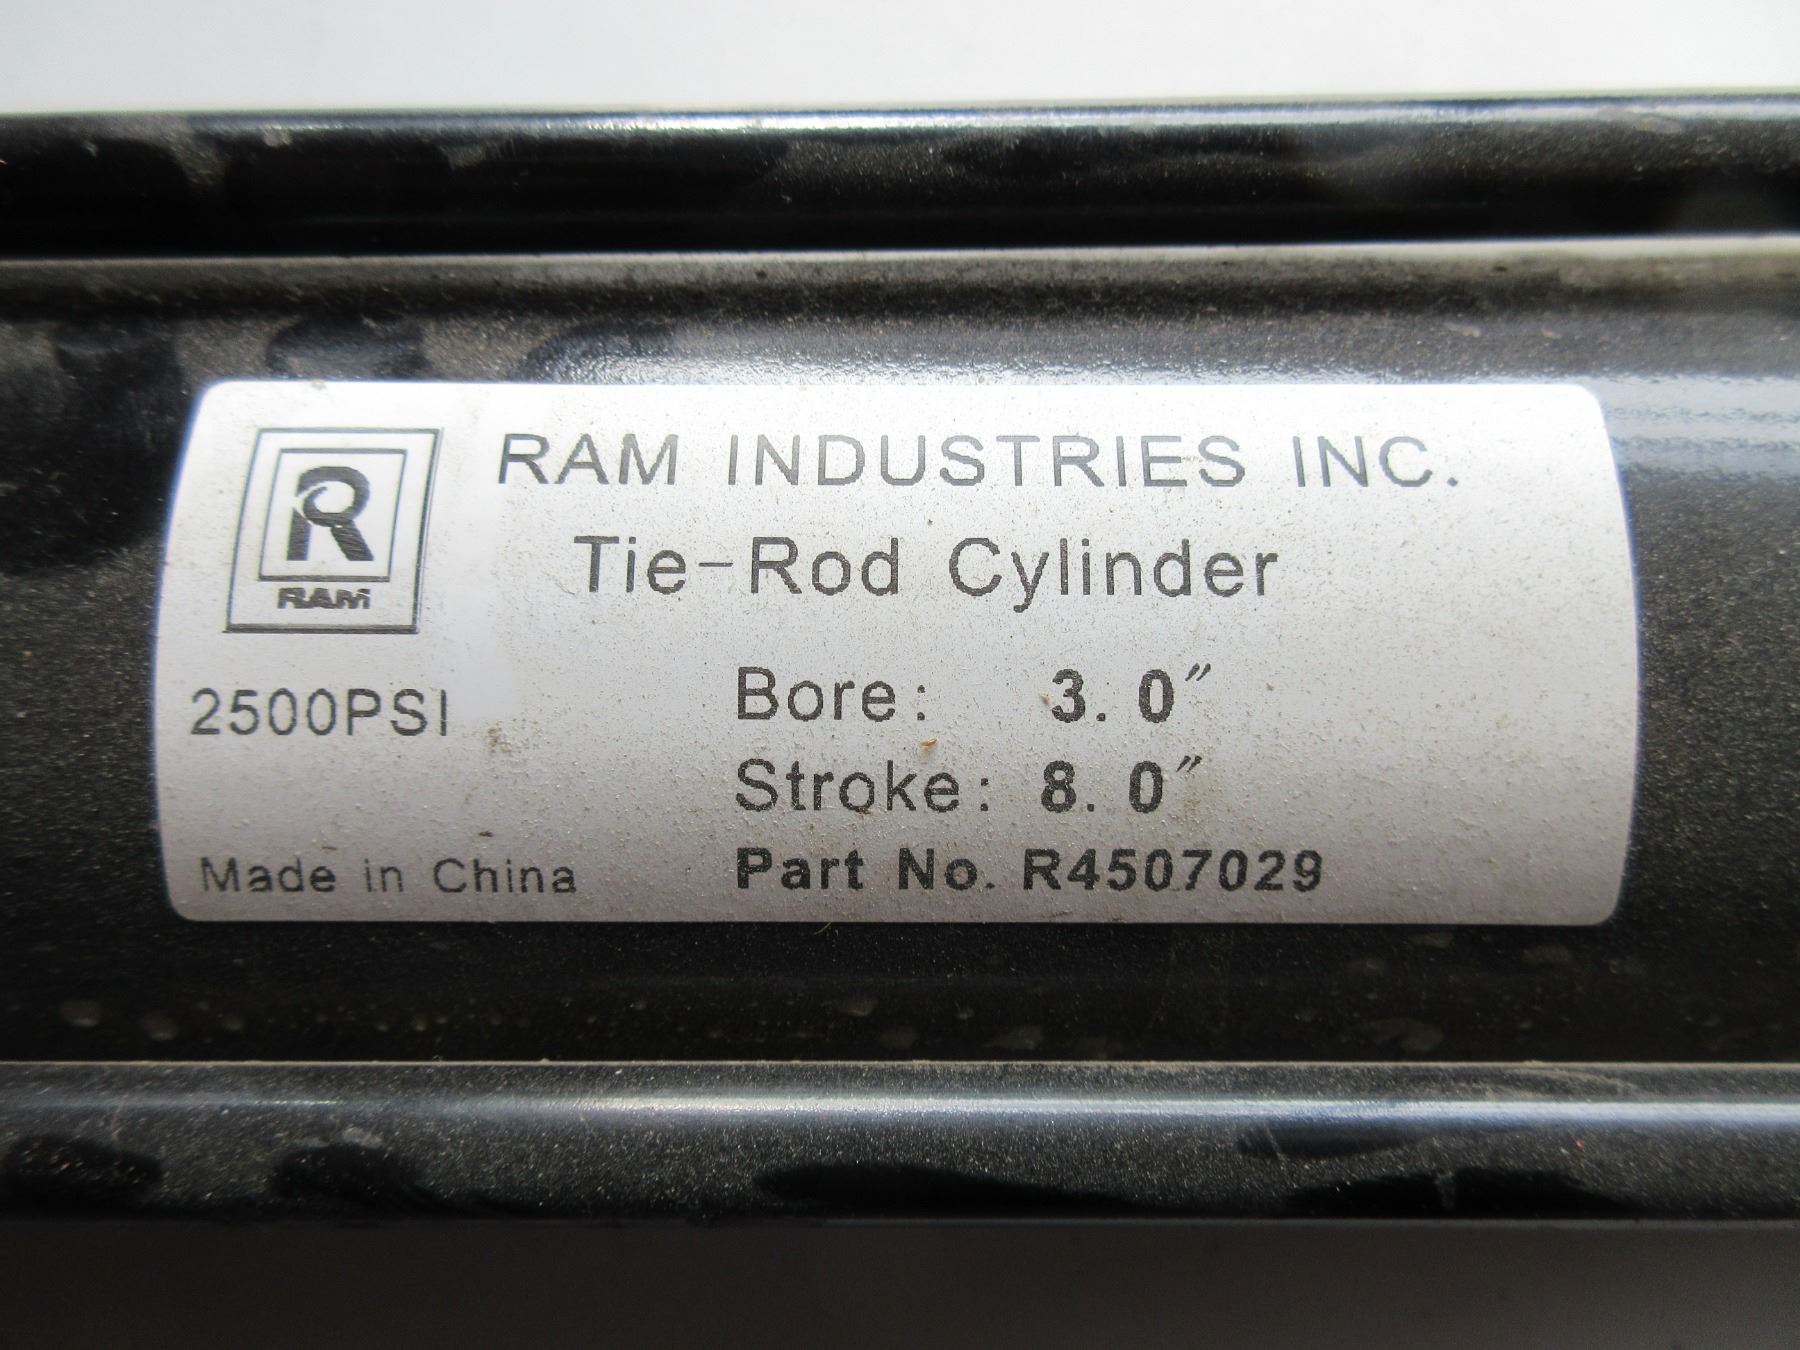 RAM INDUSTRIES INC.
R
RAM
Tie-Rod Cylinder
2500PSI
Bore: 3.0"
Stroke: 8.0"
Made in China
Part No. R4507029